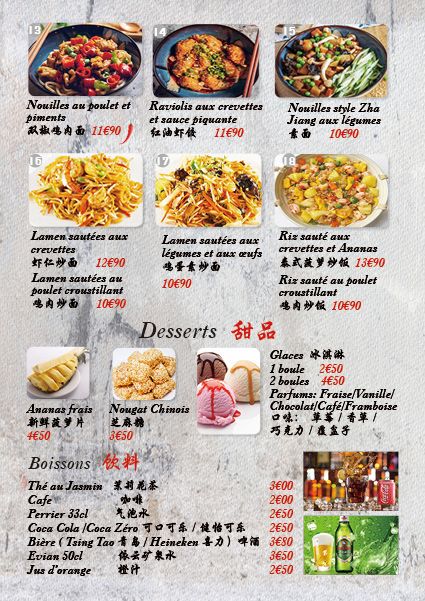 13
14
15
Nouilles au poulet et
piments
双椒鸡肉面 11€90
Raviolis aux crevettes
et sauce piquante
红油虾饺 11€90
Nouilles style Zha
Jiang aux légumes
素面 10€90
16
17
18
Lamen sautées aux
crevettes
虾仁炒面 12€90
Lamen sautées au
poulet croustillant
鸡肉炒面 10€90
Lamen sautées aux
légumes et aux œufs
鸡蛋素炒面
10€90
Riz sauté aux
crevettes et Ananas
泰式菠萝炒饭 13€90
Riz sauté au poulet
croustillant
鸡肉炒饭 10€90
Desserts 甜品
Ananas frais
新鲜菠萝片
4€50
Nougat Chinois
芝麻糖
3€50
Glaces 冰淇淋
1 boule 2€50
2 boules 4€50
Parfums: Fraise/Vanille/
Chocolat/Café/Framboise
口味: 草莓 / 香草 /
巧克力 / 覆盆子
Boissons 饮料
Thé au Jasmin 茉莉花茶 3€00
Cafe 咖啡 2€00
Perrier 33cl 气泡水 2€50
Coca Cola /Coca Zéro 可口可乐 / 健怡可乐 2€50
Bière ( Tsing Tao 青岛 / Heineken 喜力 ) 啤酒 3€80
Evian 50cl 依云矿泉水 2€50
Jus d'orange 橙汁 2€50